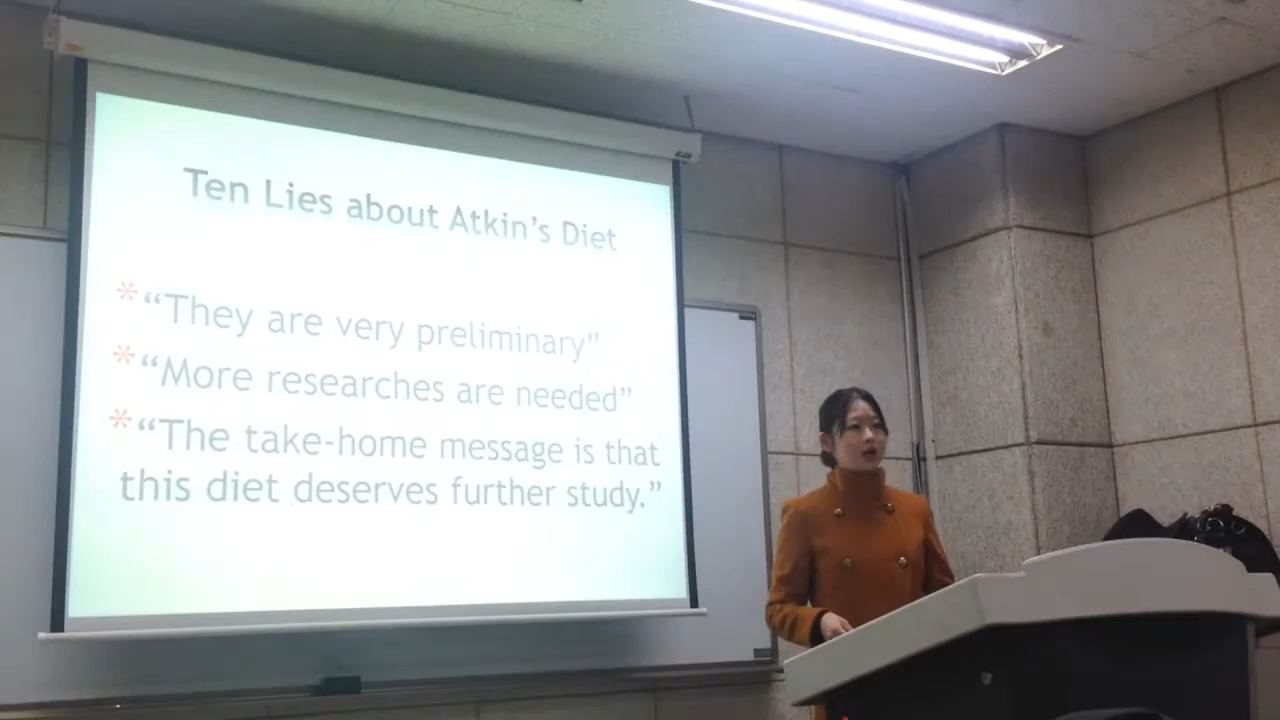 Ten Lies about Atkin's Diet
* “They are very preliminary”
* “More researches are needed”
* “The take-home message is that
this diet deserves further study.”